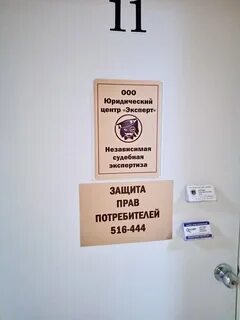 11
ООО
Юридический
центр «Эксперт»
Независимая
судебная
экспертиза
ЗАЩИТА
ПРАВ
ПОТРЕБИТЕЛЕЙ
516-444